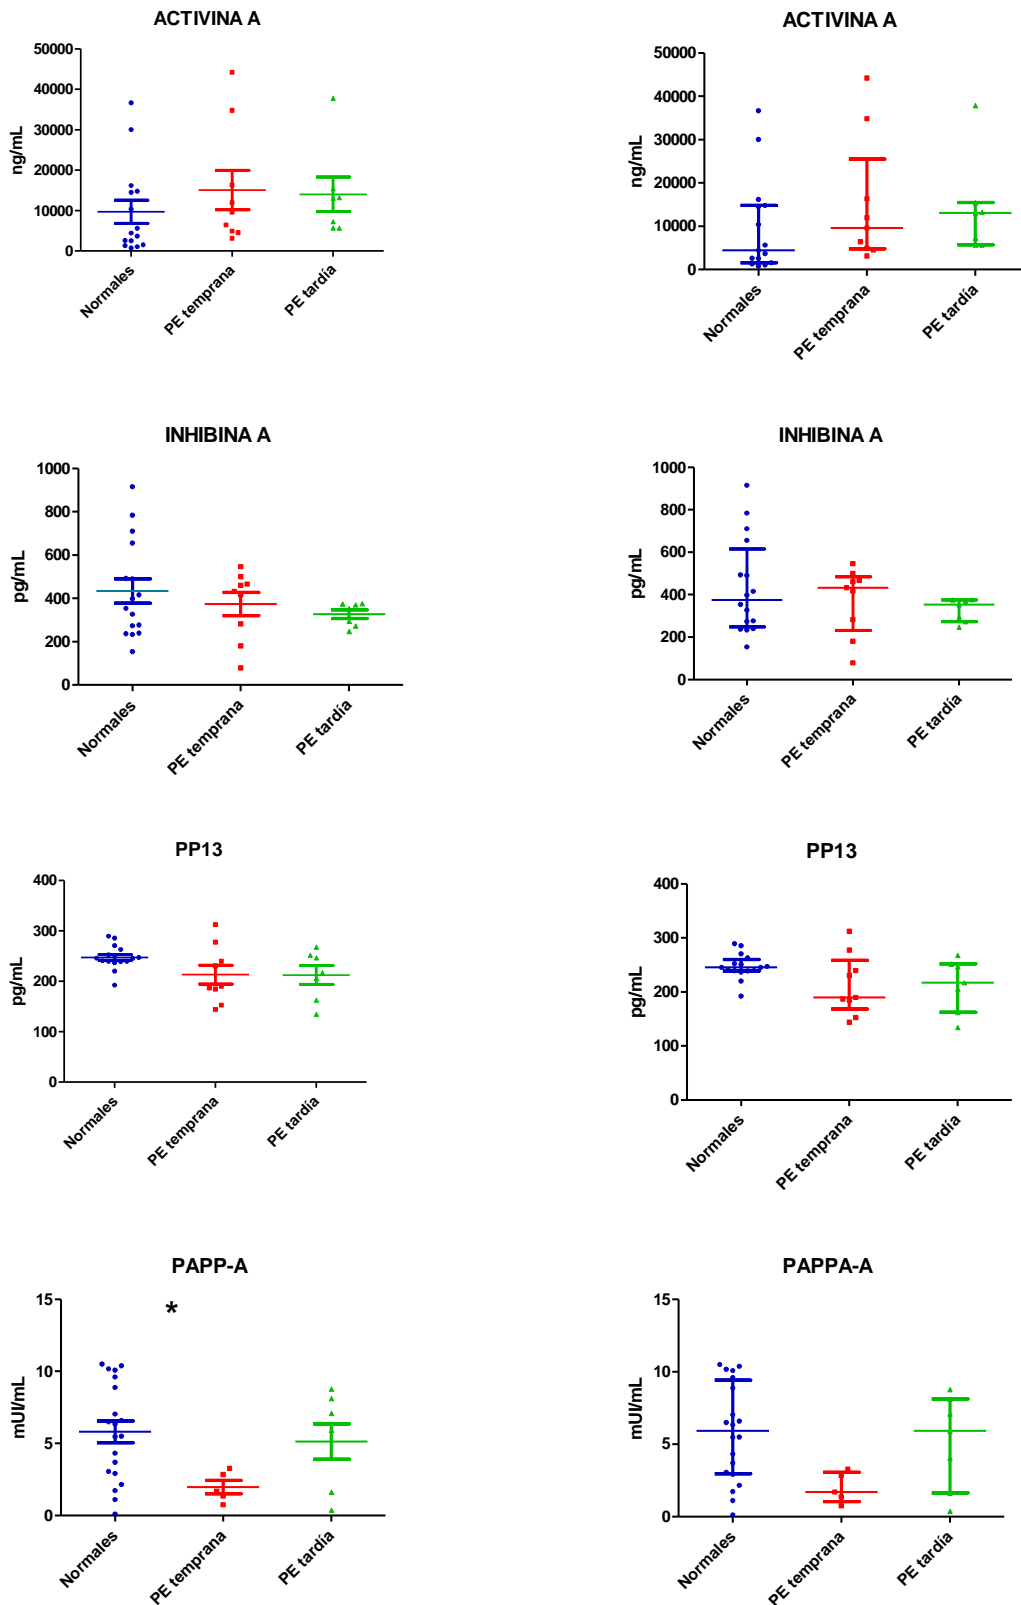 ACTIVINA A
50000
40000
30000
20000
10000
0
ng/mL
Normales
PE temprana
PE tardía
ACTIVINA A
50000
40000
30000
20000
10000
0
ng/mL
Normales
PE temprana
PE tardía
INHIBINA A
1000
800
600
400
200
0
pg/mL
Normales
PE temprana
PE tardía
INHIBINA A
1000
800
600
400
200
0
pg/mL
Normales
PE temprana
PE tardía
PP13
400
300
200
100
0
pg/mL
Normales
PE temprana
PE tardía
PP13
400
300
200
100
0
pg/mL
Normales
PE temprana
PE tardía
PAPP-A
15
*
10
5
0
mUI/mL
Normales
PE temprana
PE tardía
PAPPA-A
15
10
5
0
mUI/mL
Normales
PE temprana
PE tardía